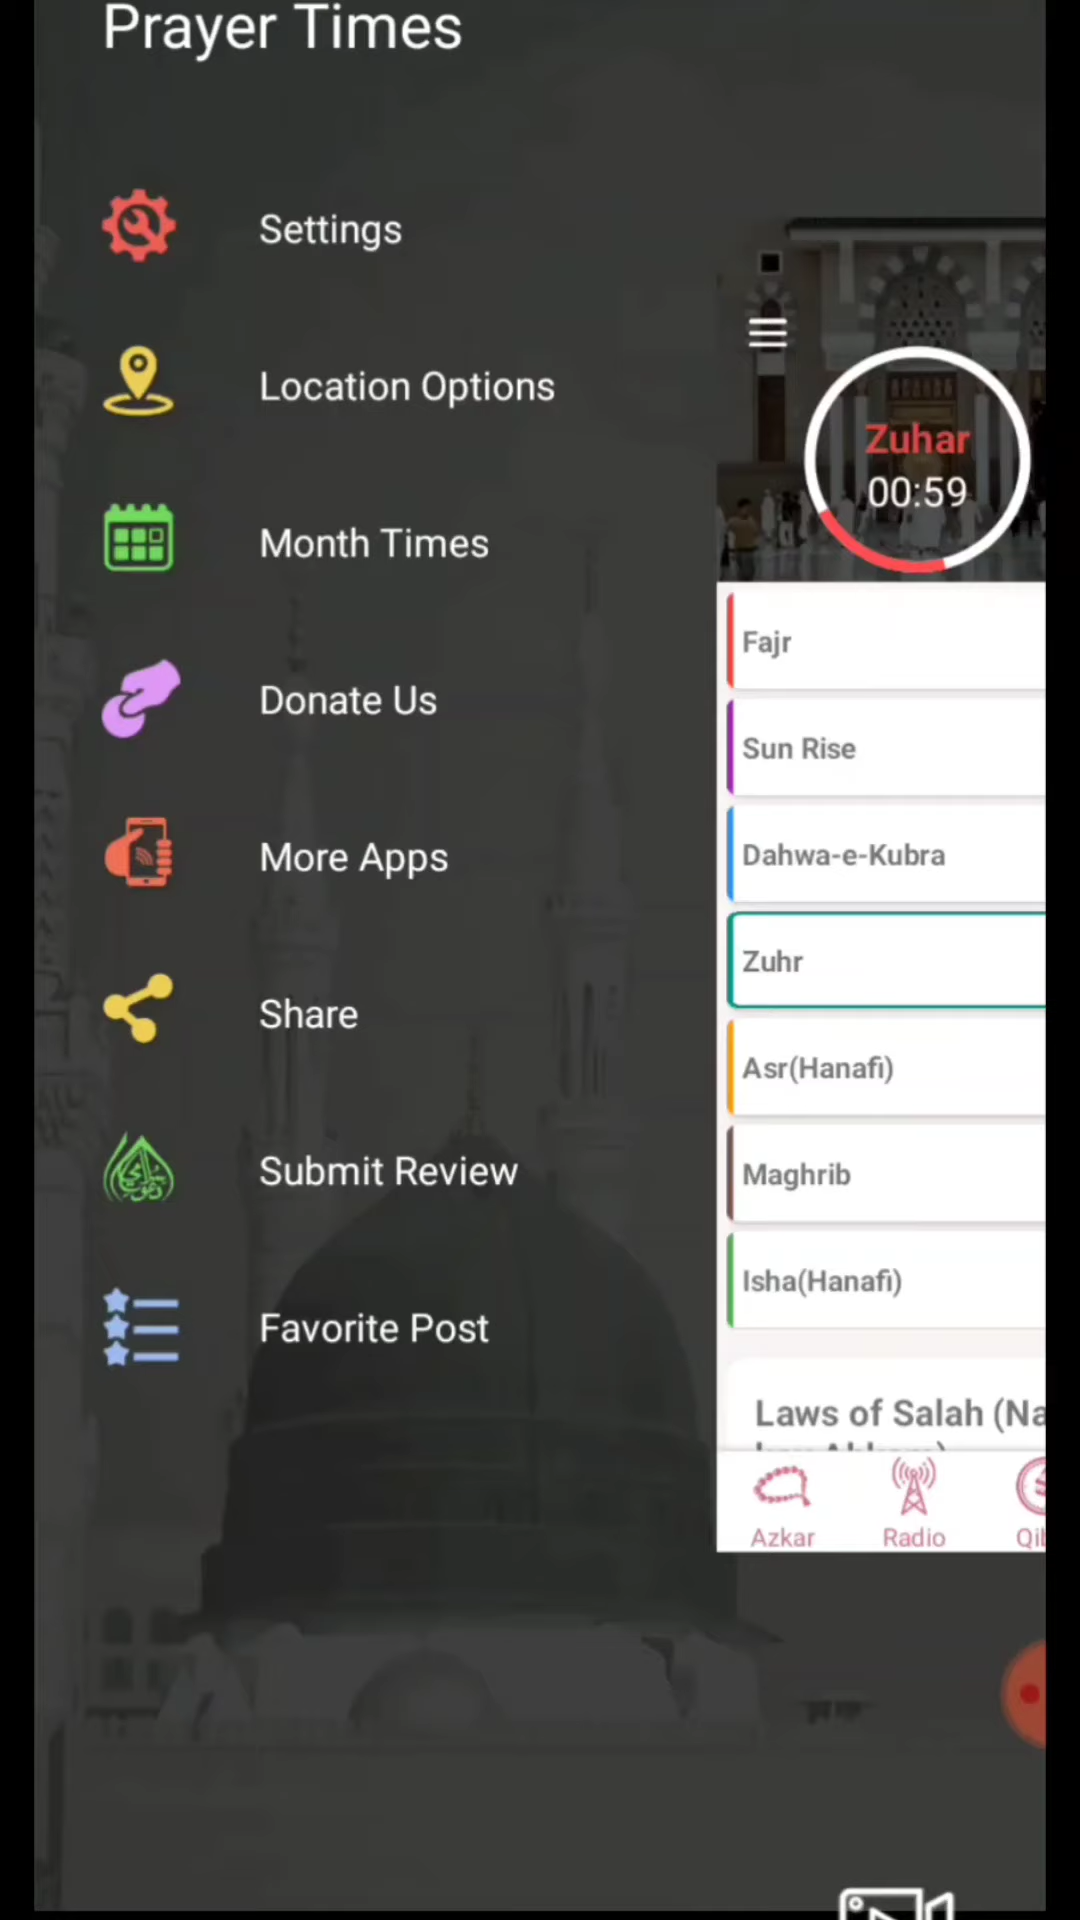 Prayer Times
Settings
Location Options
Month Times
Donate Us
More Apps
Share
Submit Review
Favorite Post
Zuhar
00:59
Fajr
Sun Rise
Dahwa-e-Kubra
Zuhr
Asr(Hanafi)
Maghrib
Isha(Hanafi)
Laws of Salah (Na
Azkar
Radio